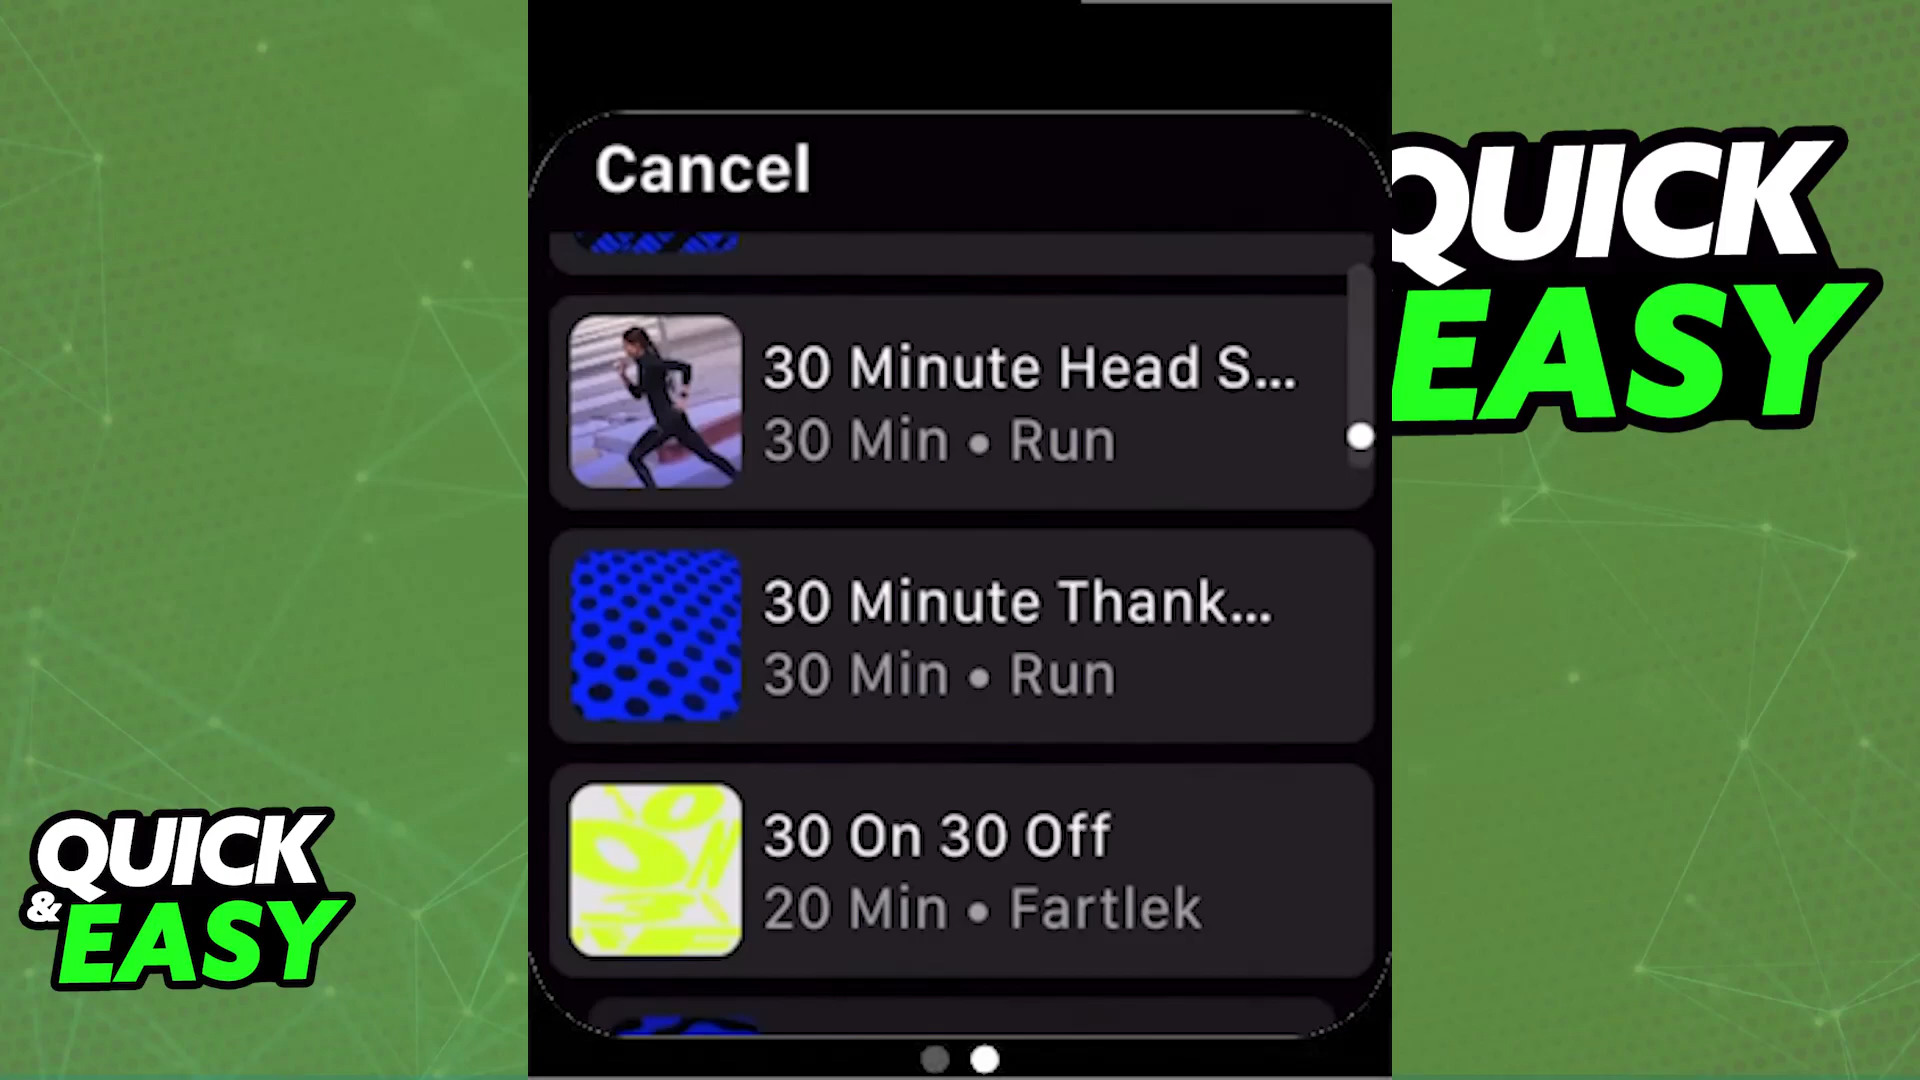 Cancel
30 Minute Head S...
30 Min • Run
30 Minute Thank...
30 Min • Run
30 On 30 Off
20 Min • Fartlek
QUICK
EASY
QUICK
& EASY